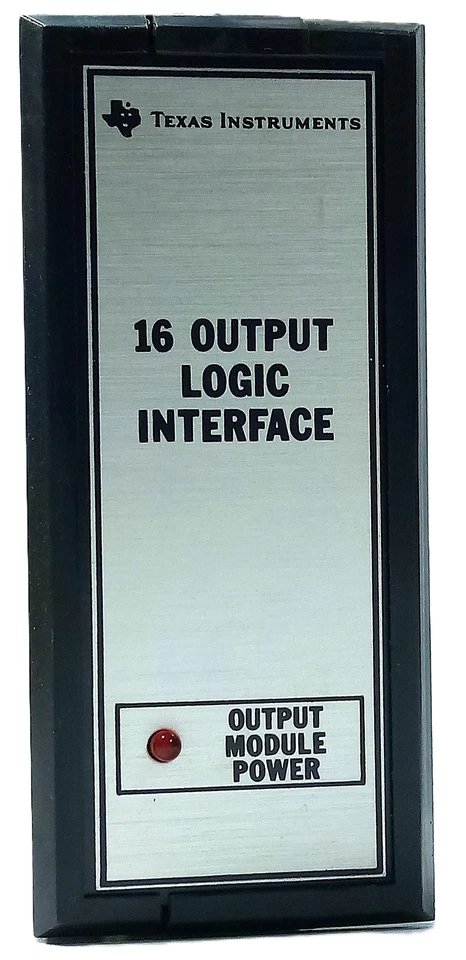 TEXAS INSTRUMENTS
16 OUTPUT
LOGIC
INTERFACE
OUTPUT
MODULE
POWER